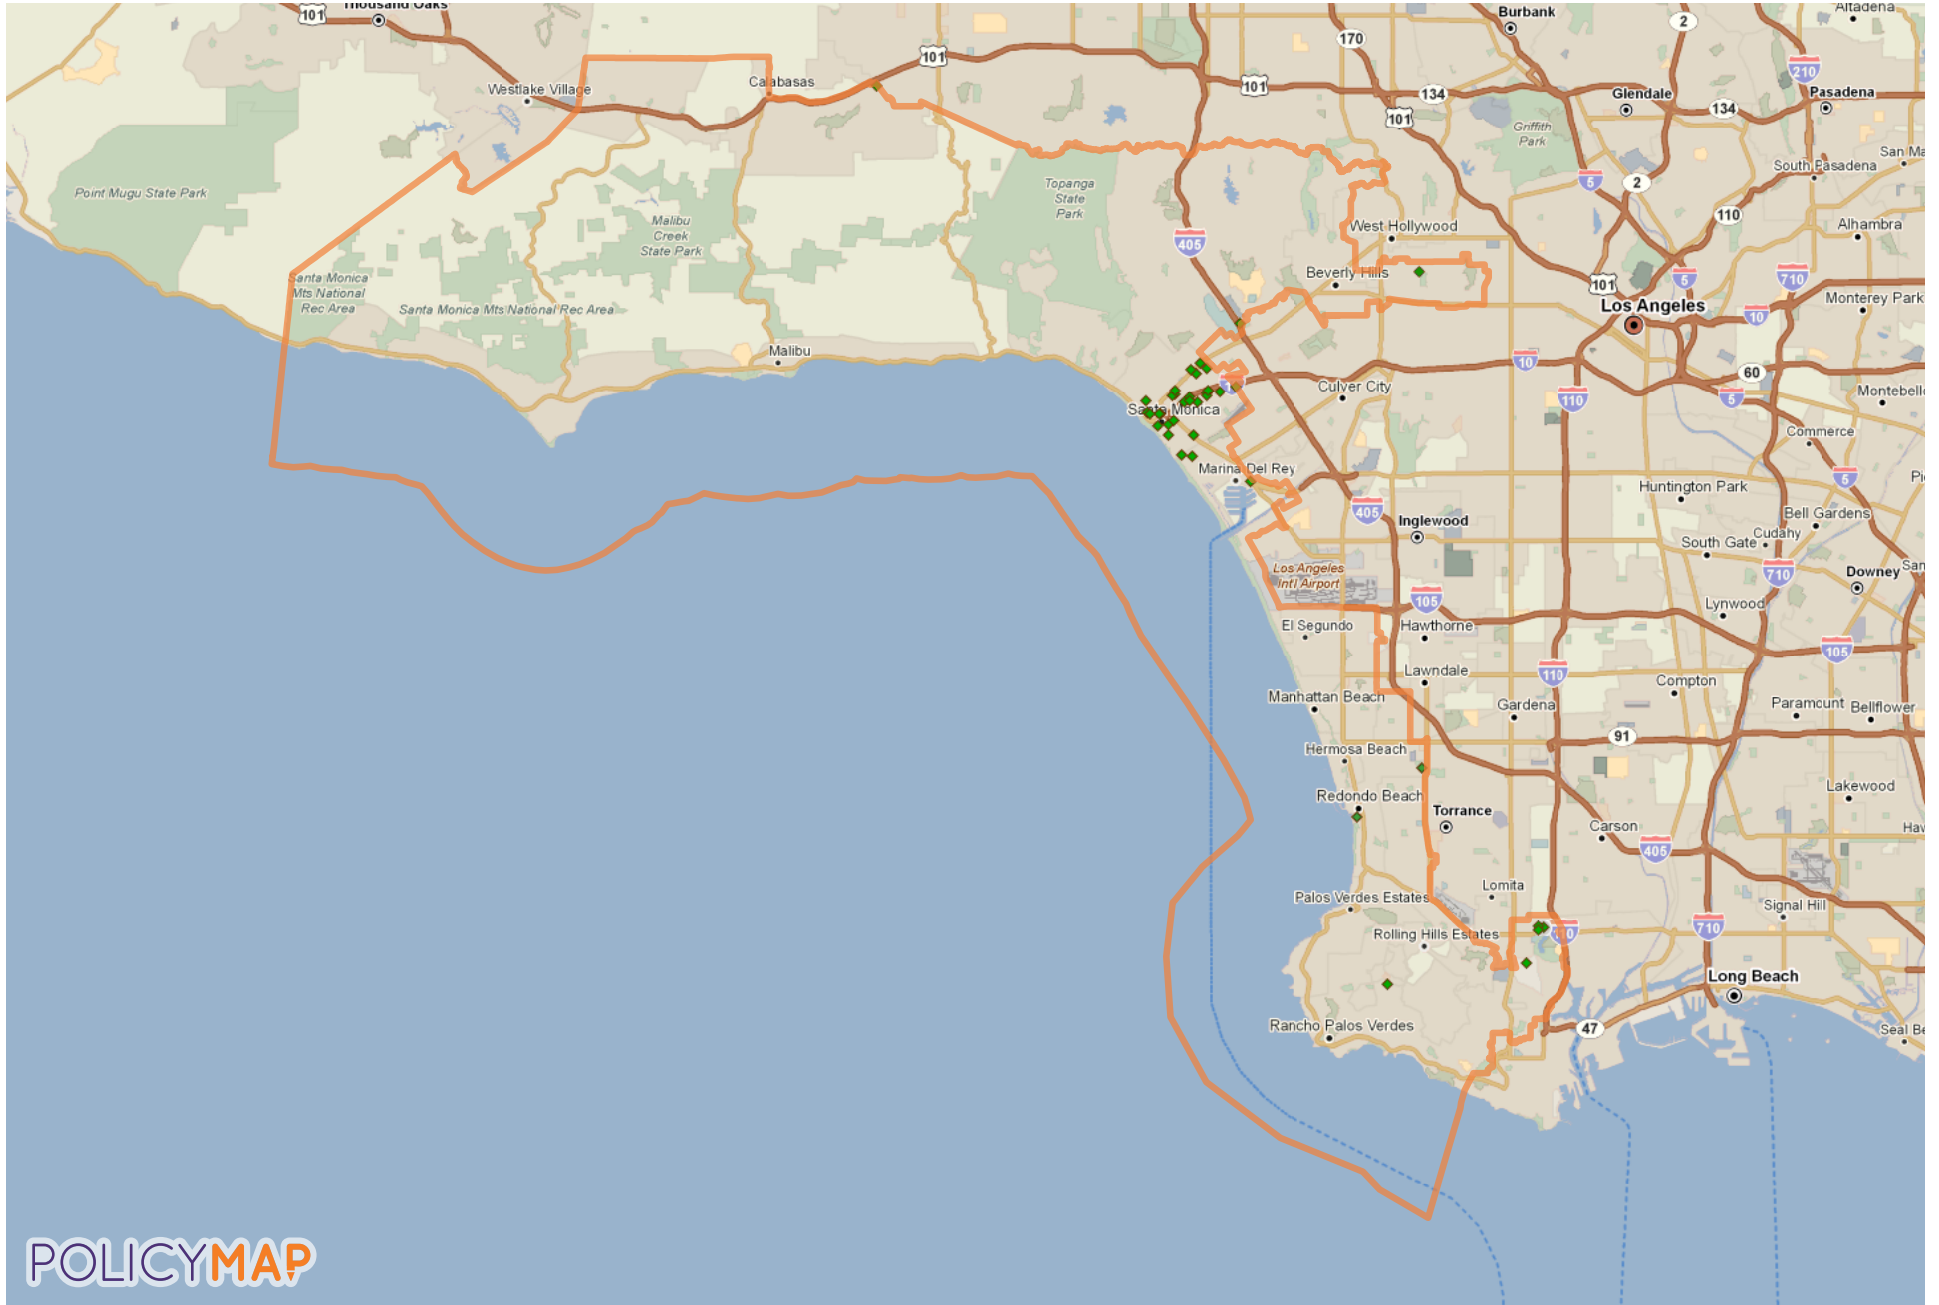 Thousand Oaks
101
Burbank
2
Altadena
170
101
Calabasas
101
134
Glendale
210
Westlake Village
101
134
Pasadena
Griffith
Park
South Pasadena
San Ma
Point Mugu State Park
Topanga
State
Park
5
2
110
Malibu
Creek
State Park
West Hollywood
Alhambra
405
Santa Monica
Mts National
Rec Area
Beverly Hills
101
5
710
Santa Monica Mts National Rec Area
Los Angeles
10
Monterey Park
Malibu
10
60
Culver City
110
5
Montebell
Santa Monica
Commerce
Marina Del Rey
5
Pi
Huntington Park
405
Inglewood
Bell Gardens
South Gate
Cudahy
Los Angeles
Intl Airport
710
Downey
San
105
Lynwood
El Segundo
Hawthorne
105
Lawndale
110
Compton
Manhattan Beach
Gardena
Paramount
Bellflower
91
Hermosa Beach
Redondo Beach
Lakewood
Torrance
Carson
Haw
405
Lomita
Palos Verdes Estates
Signal Hill
Rolling Hills Estates
710
Long Beach
Rancho Palos Verdes
47
Seal Be
POLICYMAP